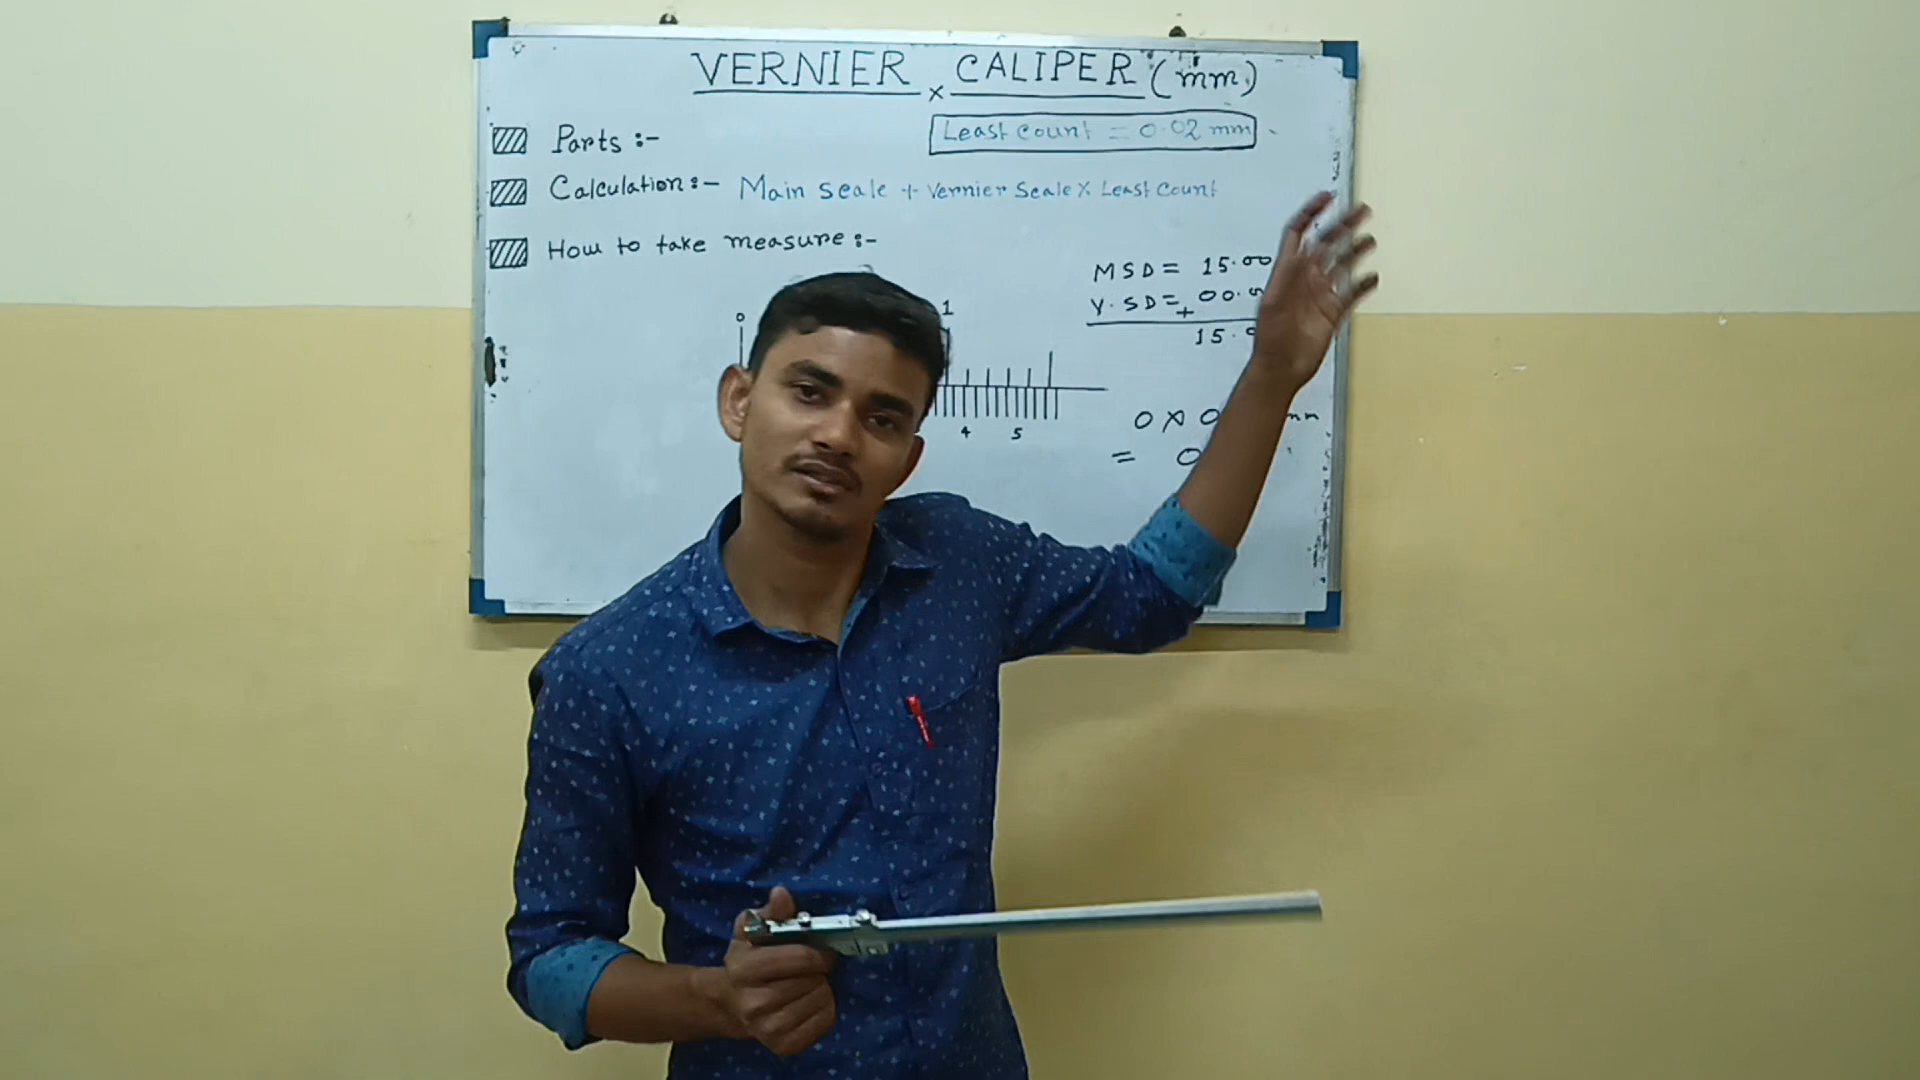 VERNIER x CALIPER (mm)
Least count = 0.02 mm
Parts :-
Calculation :- Main scale + Vernier Scale X Least Count
How to take measure :-
MSD = 15.00
V.SD = + 00.
15.
0 1
0 X 0 mm
4 5
= 0